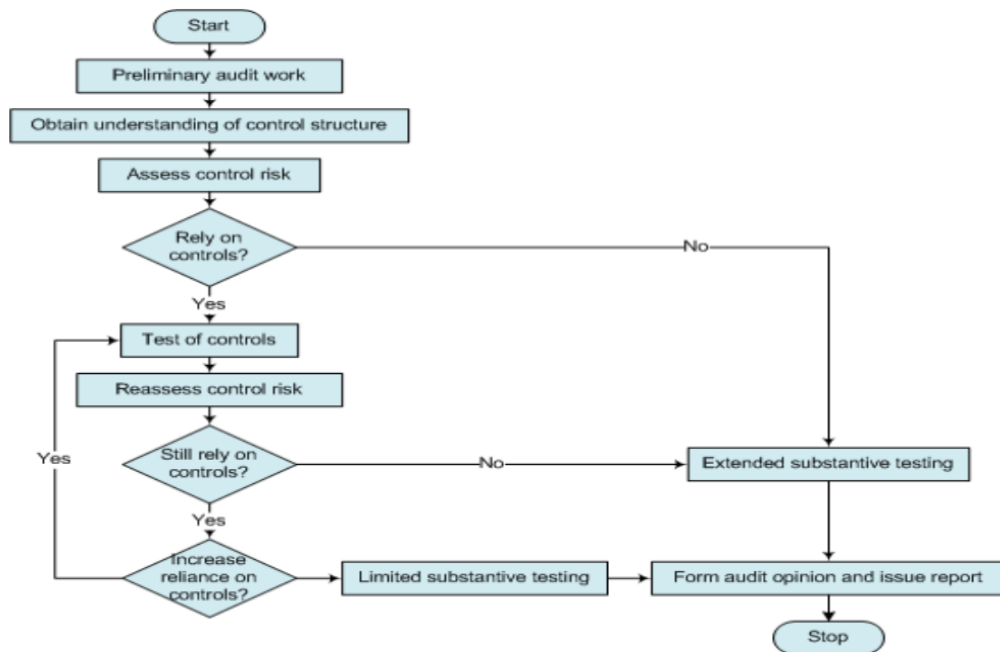 Start
Preliminary audit work
Obtain understanding of control structure
Assess control risk
Rely on
controls?
No
Yes
Test of controls
Reassess control risk
Yes
Still rely on
controls?
No
Extended substantive testing
Yes
Increase
reliance on
controls?
Limited substantive testing
Form audit opinion and issue report
Stop